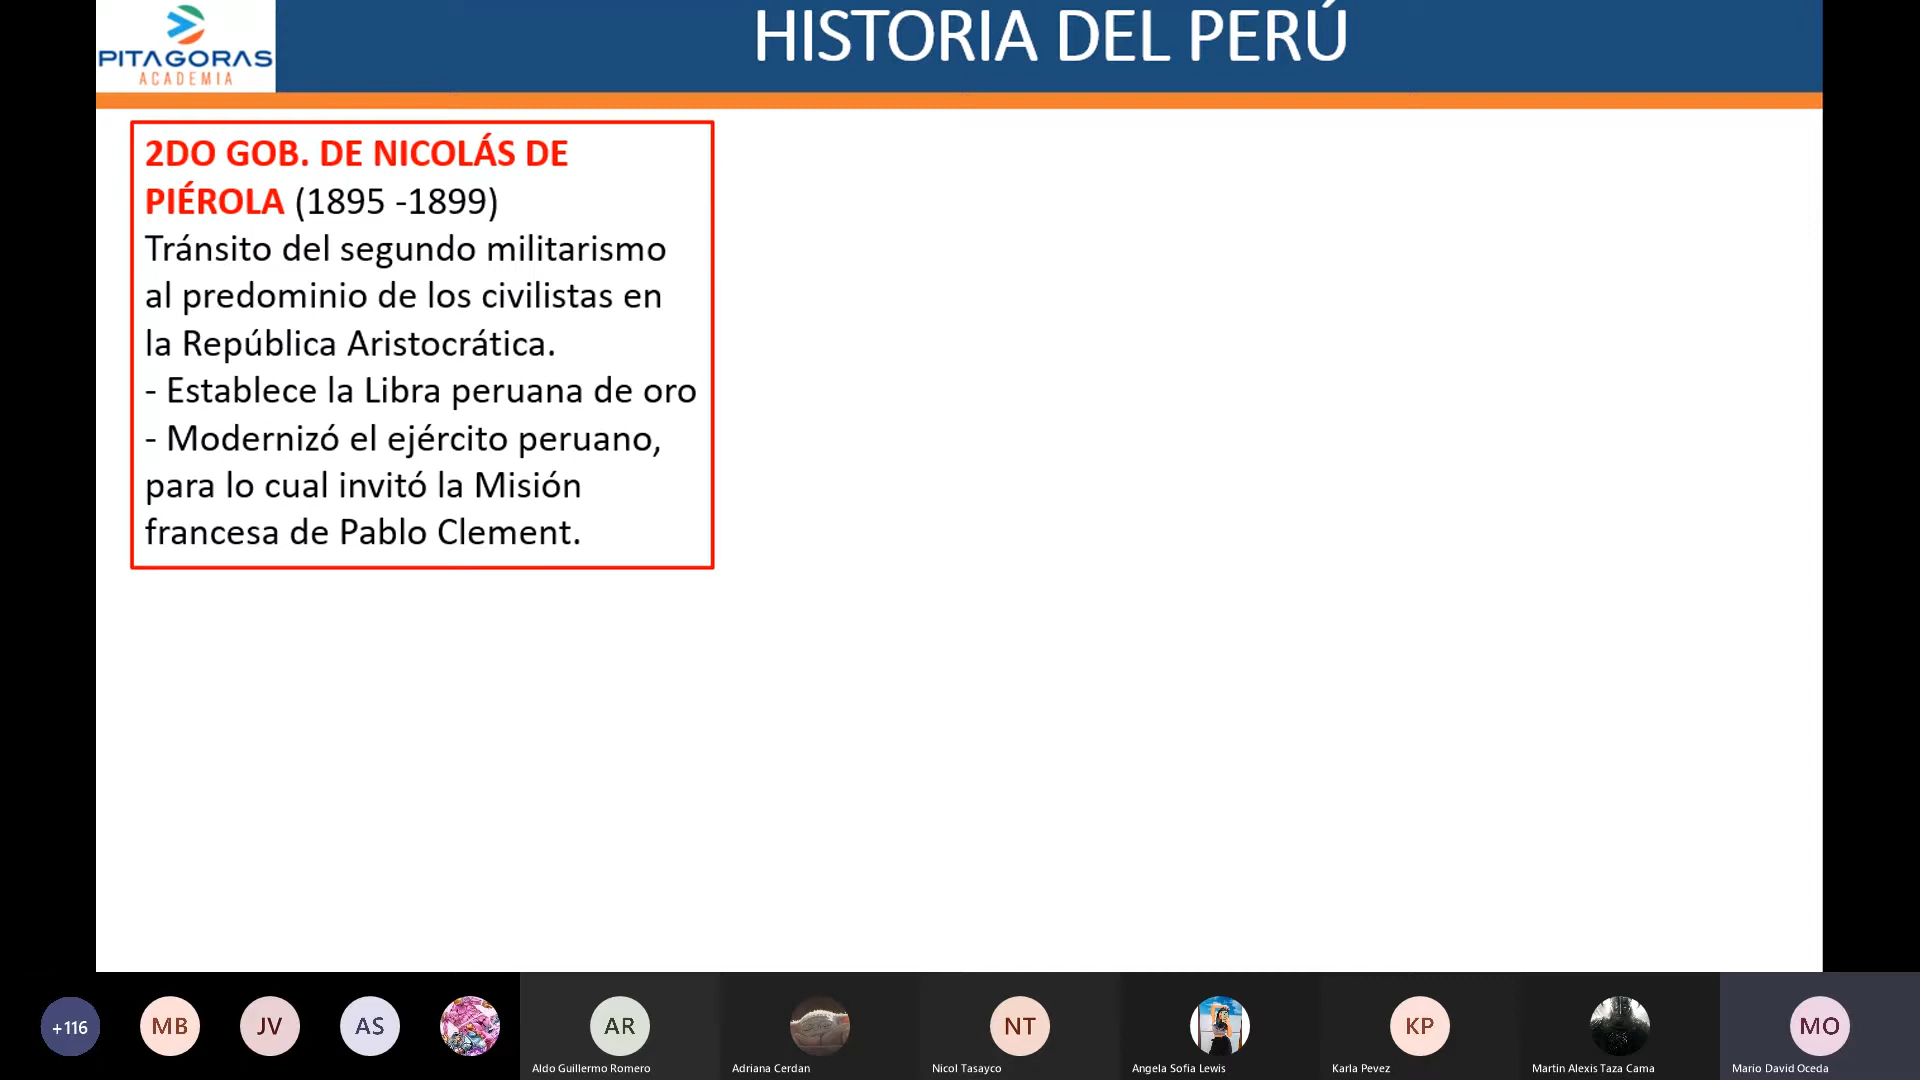 PITAGORAS
ACADEMIA
HISTORIA DEL PERÚ
2DO GOB. DE NICOLÁS DE
PIÉROLA (1895 -1899)
Tránsito del segundo militarismo
al predominio de los civilistas en
la República Aristocrática.
- Establece la Libra peruana de oro
- Modernizó el ejército peruano,
para lo cual invitó la Misión
francesa de Pablo Clement.
+116
MB
JV
AS
AR
NT
KP
MO
Aldo Guillermo Romero
Adriana Cerdan
Nicol Tasayco
Angela Sofia Lewis
Karla Pevez
Martin Alexis Taza Cama
Mario David Oceda